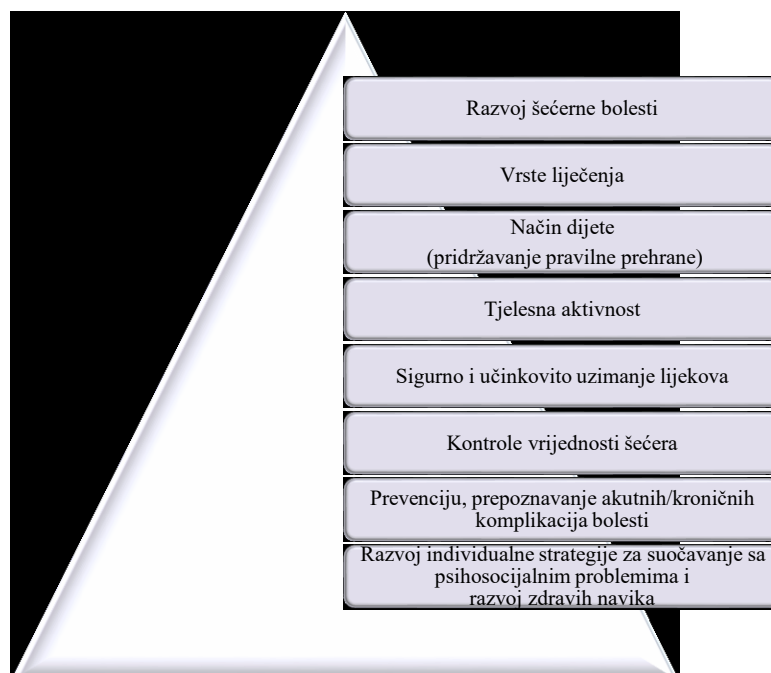 Razvoj šećerne bolesti
Vrste liječenja
Način dijete
(pridržavanje pravilne prehrane)
Tjelesna aktivnost
Sigurno i učinkovito uzimanje lijekova
Kontrole vrijednosti šećera
Prevenciju, prepoznavanje akutnih/kroničnih
komplikacija bolesti
Razvoj individualne strategije za suočavanje sa
psihosocijalnim problemima i
razvoj zdravih navika